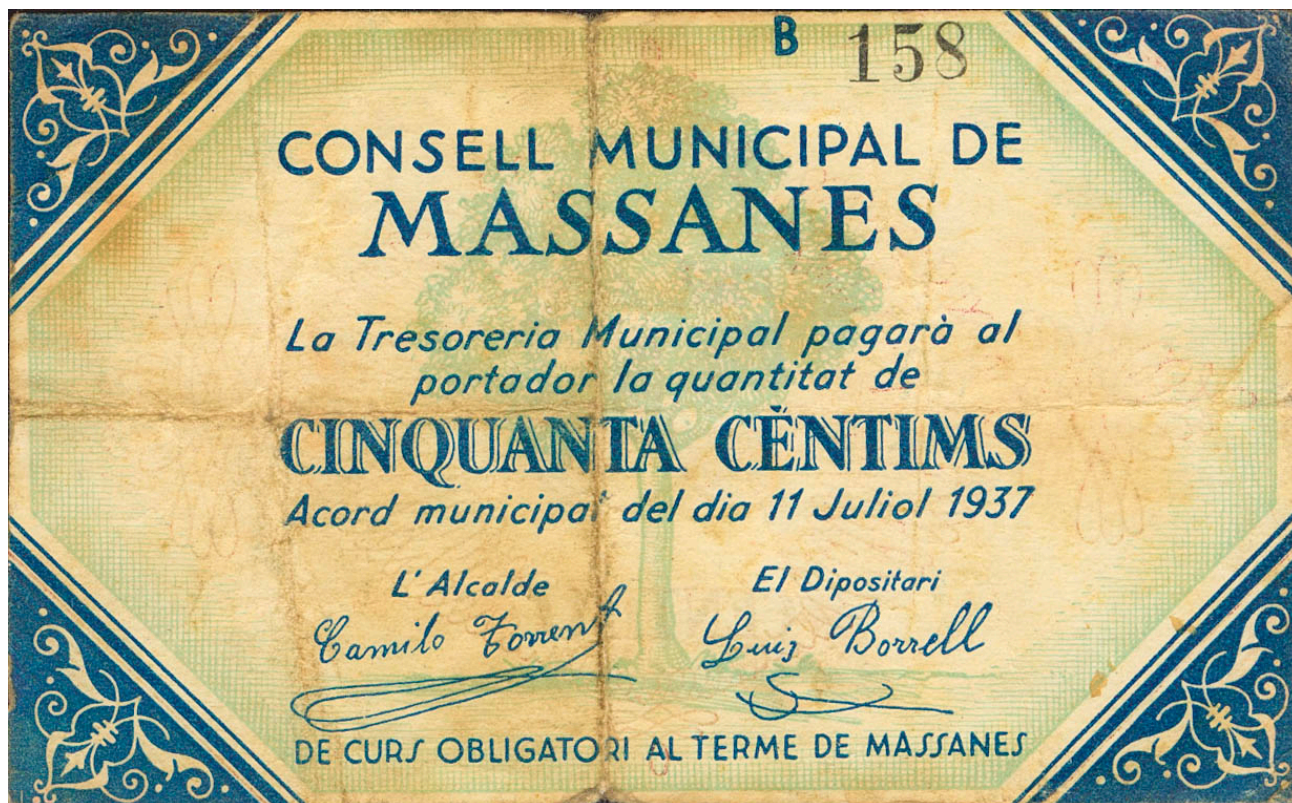 B 158
CONSELL MUNICIPAL DE
MASSANES
La Tresoreria Municipal pagarà al
portador la quantitat de
CINQUANTA CÈNTIMS
Acord municipal del dia 11 Juliol 1937
L'Alcalde El Dipositari
Camilo Torrent Luis Borrell
DE CURS OBLIGATORI AL TERME DE MASSANES